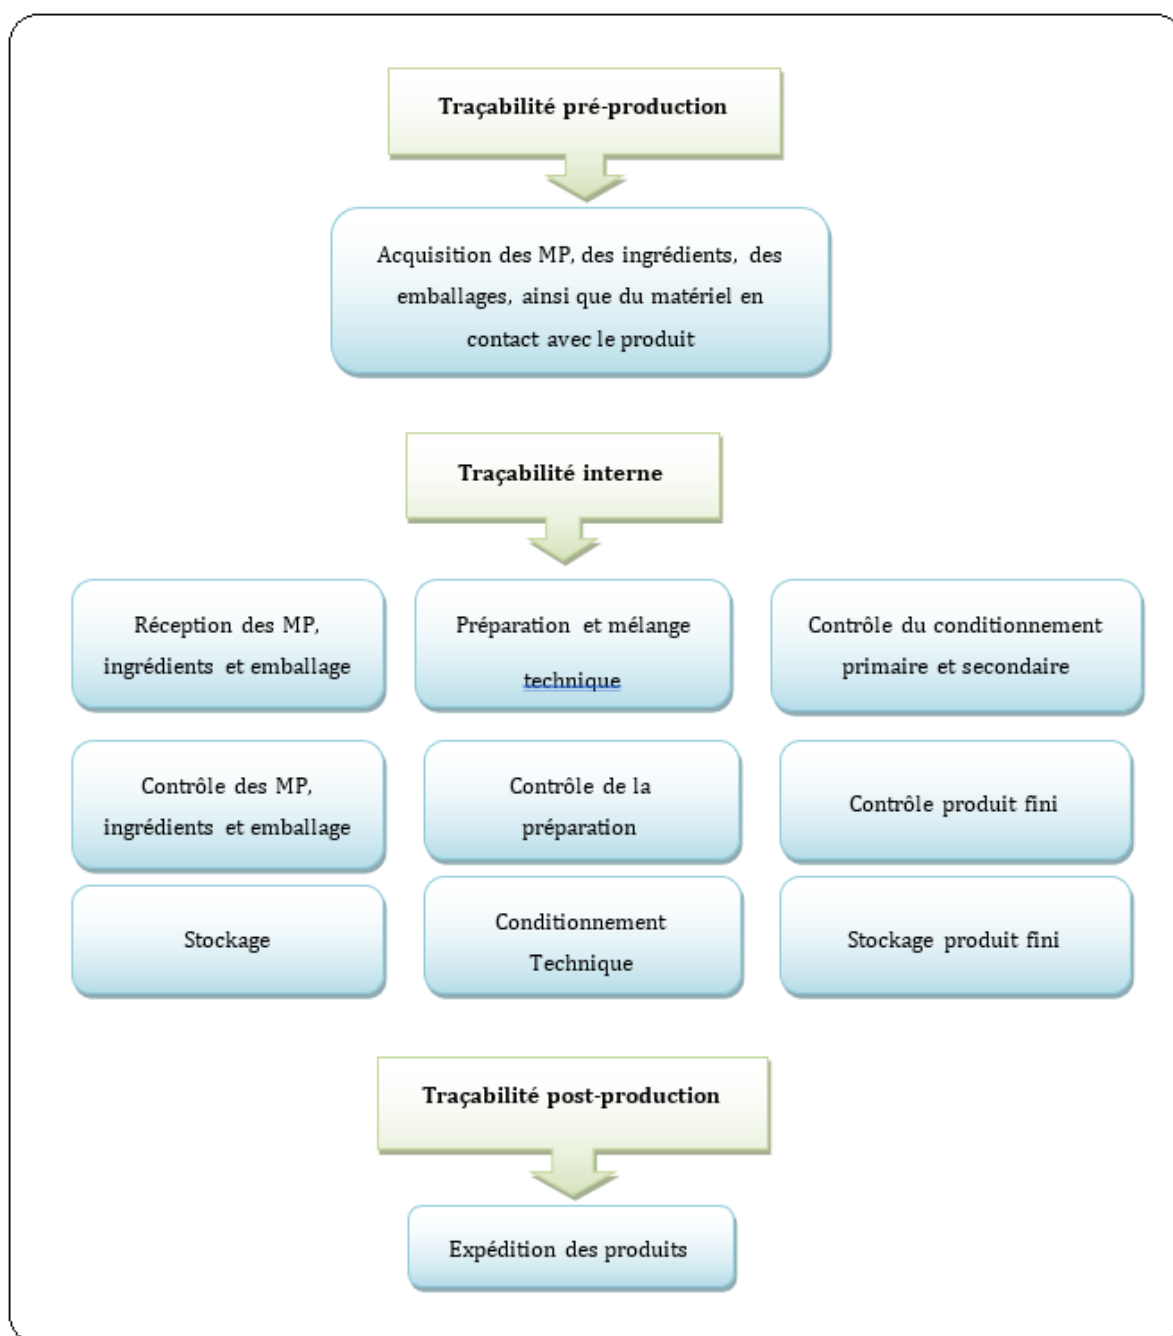 Traçabilité pré-production
Acquisition des MP, des ingrédients, des
emballages, ainsi que du matériel en
contact avec le produit
Traçabilité interne
Réception des MP,
ingrédients et emballage
Préparation et mélange
technique
Contrôle du conditionnement
primaire et secondaire
Contrôle des MP,
ingrédients et emballage
Contrôle de la
préparation
Contrôle produit fini
Stockage
Conditionnement
Technique
Stockage produit fini
Traçabilité post-production
Expédition des produits